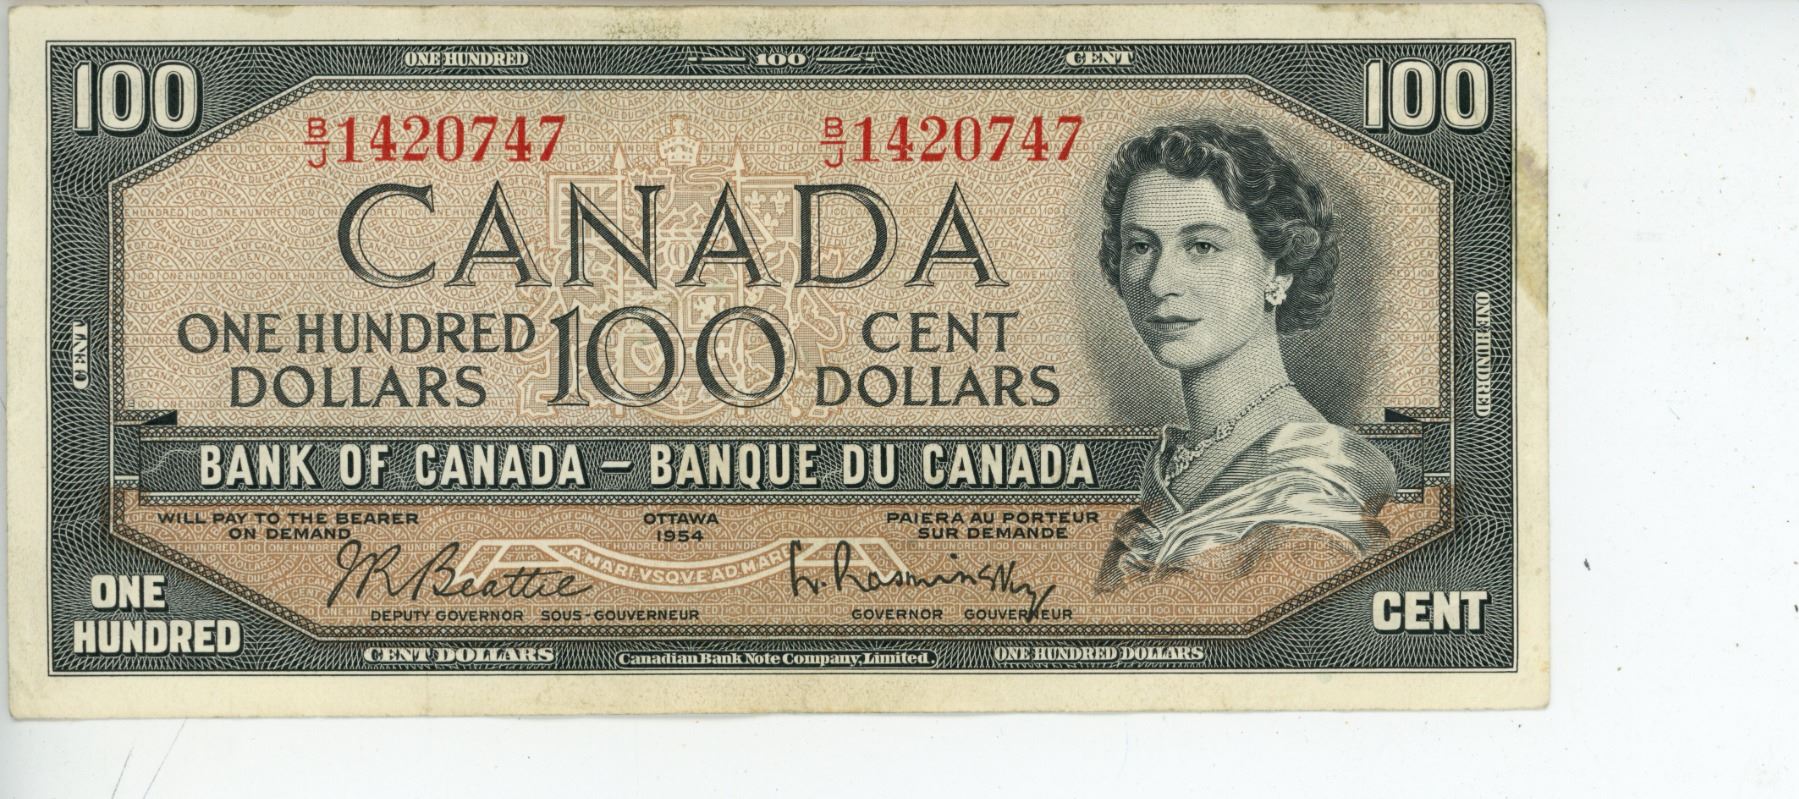 ONE HUNDRED 100 CENT
100 100
B/J 1420747 B/J 1420747
CANADA
ONE HUNDRED DOLLARS 100 CENT DOLLARS
CENT
ONE HUNDRED
BANK OF CANADA – BANQUE DU CANADA
WILL PAY TO THE BEARER ON DEMAND
OTTAWA
1954
PAIERA AU PORTEUR SUR DEMANDE
A·MARI·VSQVE·AD·MARE
J R Beattie
L. Rasminsky
DEPUTY GOVERNOR SOUS-GOUVERNEUR
GOVERNOR GOUVERNEUR
ONE HUNDRED
CENT
CENT DOLLARS
Canadian Bank Note Company, Limited.
ONE HUNDRED DOLLARS